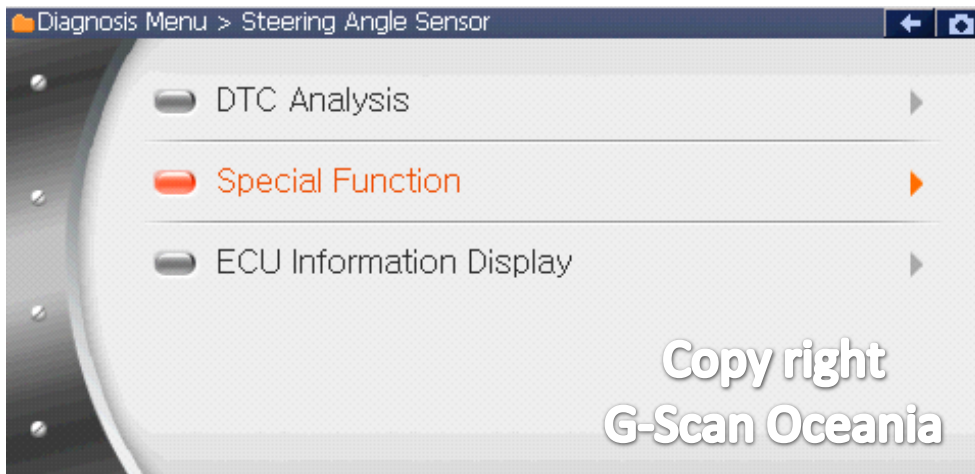 Diagnosis Menu > Steering Angle Sensor
DTC Analysis
Special Function
ECU Information Display
Copy right
G-Scan Oceania